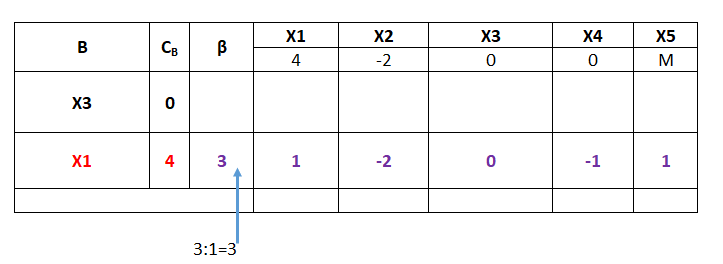 B C_B β X1 X2 X3 X4 X5
4 -2 0 0 M
X3 0
X1 4 3 1 -2 0 -1 1
3:1=3